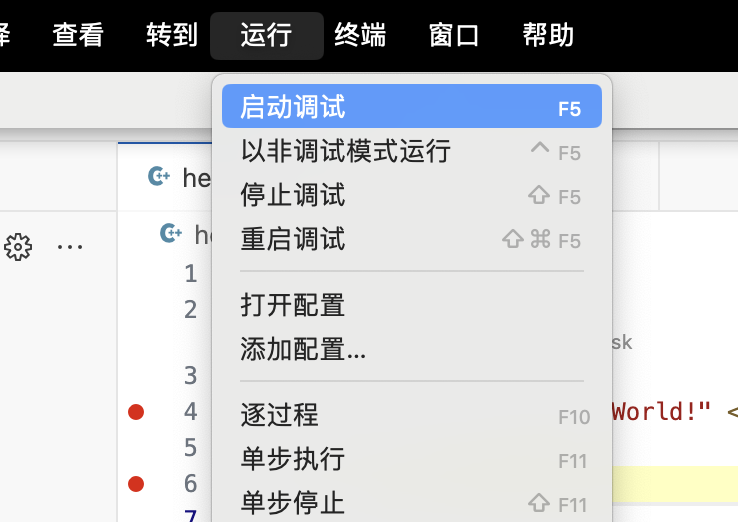 查看 转到 运行 终端 窗口 帮助
启动调试 F5
以非调试模式运行 ⌃ F5
停止调试 ⇧ F5
重启调试 ⇧ ⌘ F5
打开配置
添加配置...
逐过程 F10
单步执行 F11
单步停止 ⇧ F11
he
he
1
2
sk
3
4 World!" <
5
6
7